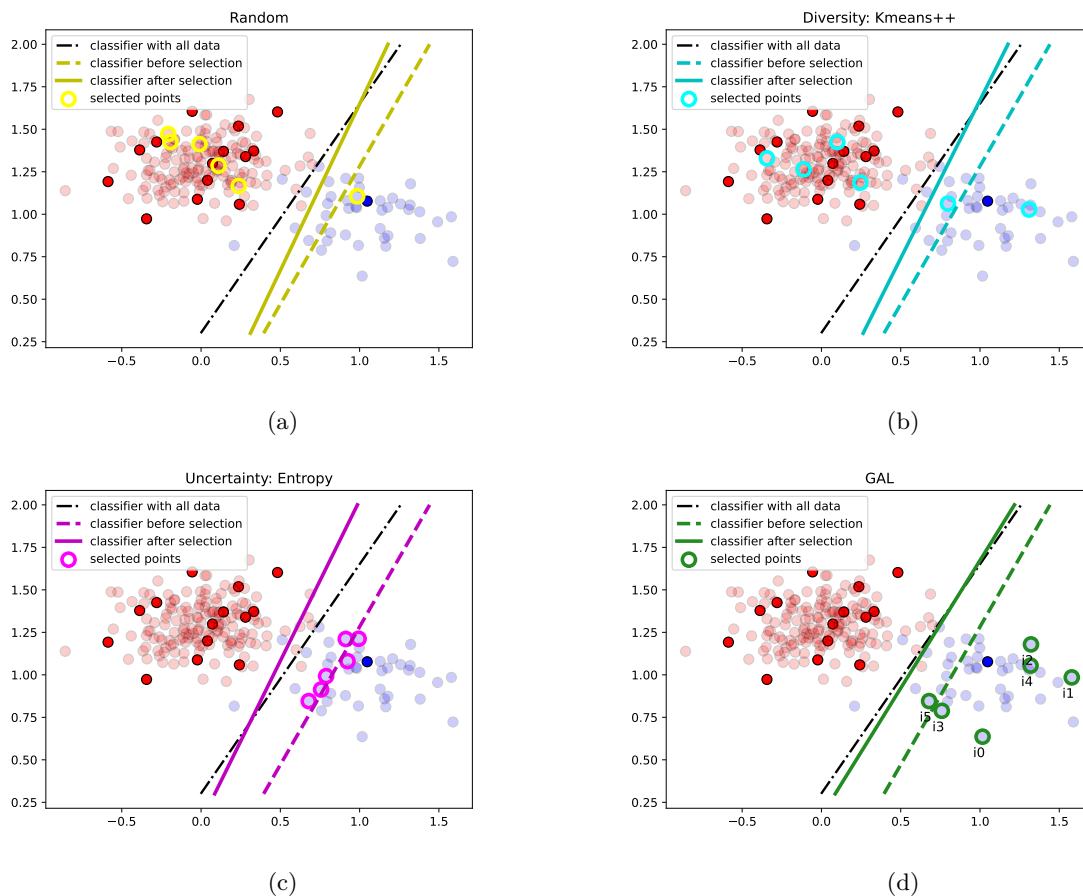 Random
classifier with all data
classifier before selection
classifier after selection
selected points
2.00
1.75
1.50
1.25
1.00
0.75
0.50
0.25
−0.5 0.0 0.5 1.0 1.5
(a)
Diversity: Kmeans++
classifier with all data
classifier before selection
classifier after selection
selected points
2.00
1.75
1.50
1.25
1.00
0.75
0.50
0.25
−0.5 0.0 0.5 1.0 1.5
(b)
Uncertainty: Entropy
classifier with all data
classifier before selection
classifier after selection
selected points
2.00
1.75
1.50
1.25
1.00
0.75
0.50
0.25
−0.5 0.0 0.5 1.0 1.5
(c)
GAL
classifier with all data
classifier before selection
classifier after selection
selected points
2.00
1.75
1.50
1.25
1.00
0.75
0.50
0.25
i2
i4
i1
i5
i3
i0
−0.5 0.0 0.5 1.0 1.5
(d)